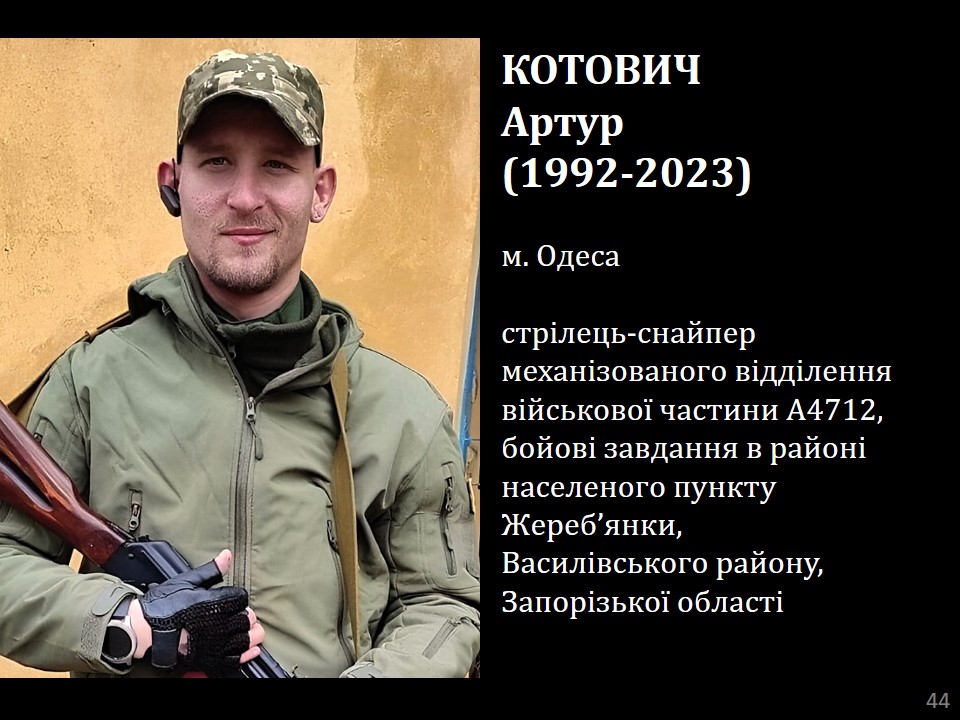 КОТОВИЧ
Артур
(1992-2023)
м. Одеса
стрілець-снайпер
механізованого відділення
військової частини А4712,
бойові завдання в районі
населеного пункту
Жереб’янки,
Василівського району,
Запорізької області
44